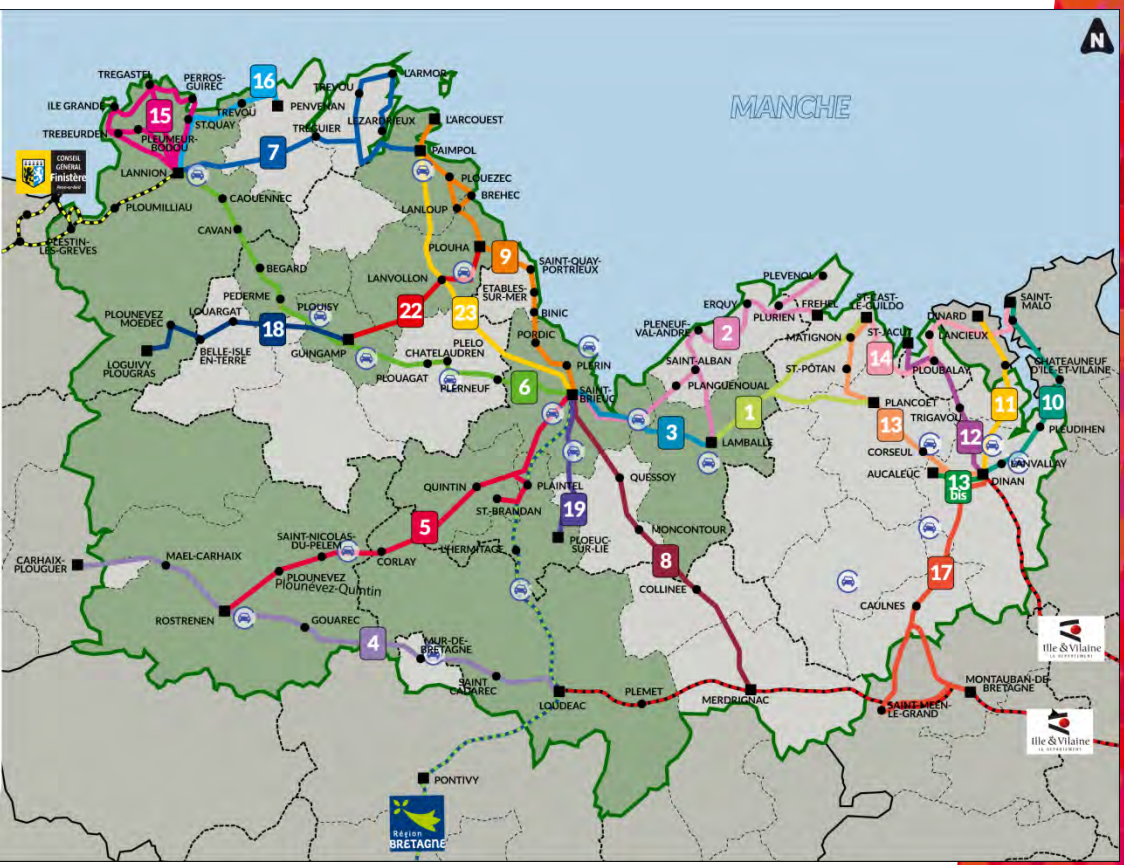 N
MANCHE
TREGASTEL
PERROS-
GUIREC
16
TREVOU
PENVENAN
ILE GRANDE
15
ST.QUAY
TREBEURDEN
PLEUMEUR-
BODOU
LANNION
7
TREGUIER
TREVOU
L'ARMOR
LEZARDRIEUX
L'ARCOUEST
PAIMPOL
CONSEIL
GÉNÉRAL
Finistère
PLOUMILLIAU
PLESTIN-
LES-GREVES
CAOUENNEC
CAVAN
BEGARD
PEDERME
PLOUEZEC
BREHEC
LANLOUP
PLOUHA
9
SAINT-QUAY-
PORTRIEUX
LANVOLLON
ETABLES-
SUR-MER
BINIC
PORDIC
22
23
PLOUNEVEZ
MOEDEC
LOUARGAT
18
PLOUISY
LOGUIVY
PLOUGRAS
BELLE-ISLE
EN-TERRE
GUINGAMP
PLELO
CHATELAUDREN
PLOUAGAT
PLERNEUF
6
PLERIN
SAINT-
BRIEUC
PLEVENOL
ERQUY
FREHEL
PLURIEN
PLENEUF-
VAL-ANDRE
2
SAINT-ALBAN
PLANGUENOUAL
3
LAMBALLE
1
ST-CAST-
LE-GUILDO
MATIGNON
ST-JACUT
14
ST.PÔTAN
PLOUBALAY
LANCIEUX
DINARD
SAINT-
MALO
CHATEAUNEUF
D'ILE-ET-VILAINE
PLANCOET
TRIGAVOU
11
10
13
12
PLEUDIHEN
CORSEUL
AUCALEUC
LANVALLAY
13
bis
DINAN
QUINTIN
PLAINTEL
ST.-BRANDAN
QUESSOY
19
5
PLOEUC-
SUR-LIE
MONCONTOUR
8
COLLINEE
L'HERMITAGE
SAINT-NICOLAS-
DU-PELEM
CORLAY
CARHAIX-
PLOUGUER
MAEL-CARHAIX
PLOUNEVEZ
Plounévez-Quintin
ROSTRENEN
GOUAREC
4
MUR-DE-
BRETAGNE
SAINT
CADAREC
LOUDEAC
PLEMET
MERDRIGNAC
17
CAULNES
SAINT-MEEN-
LE-GRAND
MONTAUBAN-DE-
BRETAGNE
Ille & Vilaine
LE DEPARTEMENT
Ille & Vilaine
LE DEPARTEMENT
PONTIVY
Région
BRETAGNE